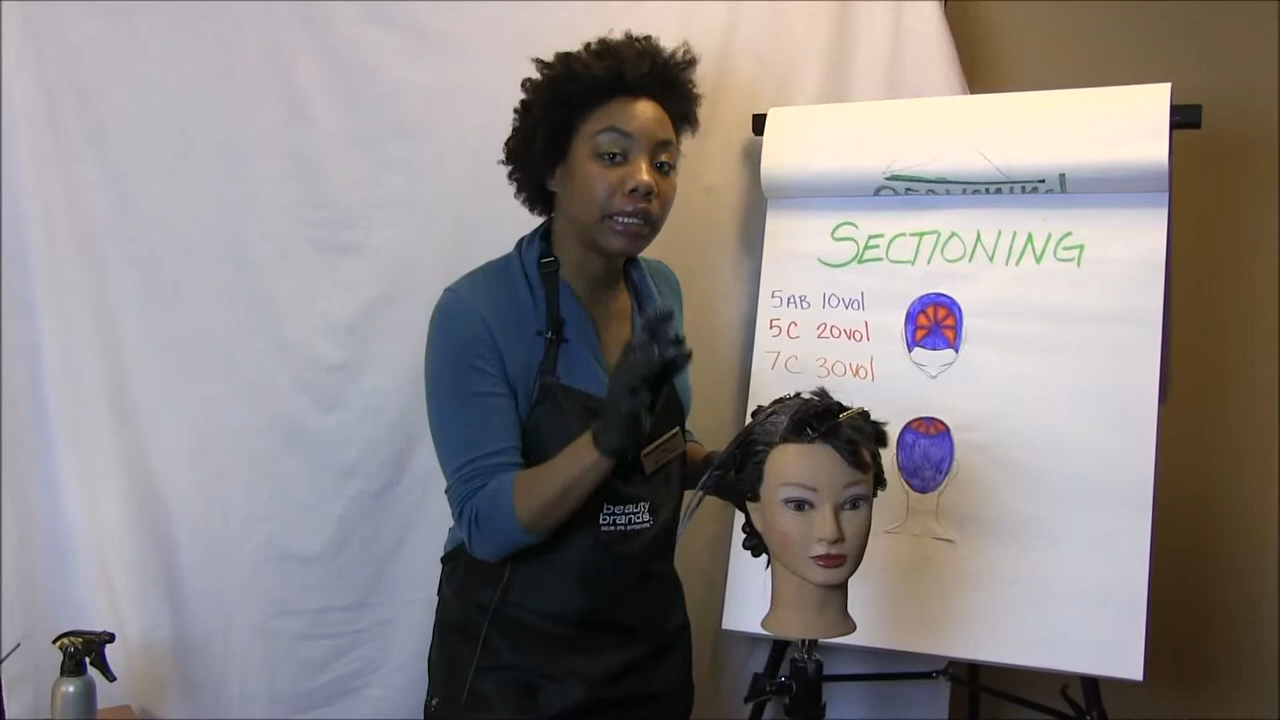 SECTIONING
5AB 10vol
5C 20vol
7C 30vol
beauty
brands